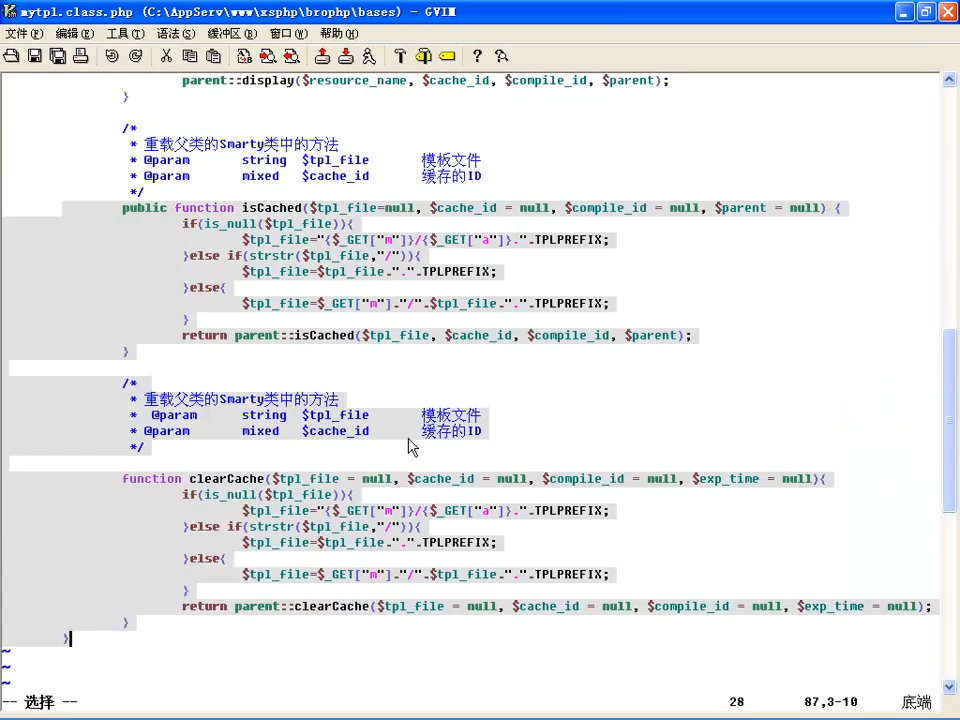 mytpl.class.php (C:\AppServ\www\xsphp\brophp\bases) - GVIM
文件(F) 编辑(E) 工具(T) 语法(S) 缓冲区(B) 窗口(W) 帮助(H)
parent::display($resource_name, $cache_id, $compile_id, $parent);
}
/*
* 重载父类的Smarty类中的方法
* @param string $tpl_file 模板文件
* @param mixed $cache_id 缓存的ID
*/
public function isCached($tpl_file=null, $cache_id = null, $compile_id = null, $parent = null) {
if(is_null($tpl_file)){
$tpl_file="{$_GET["m"]}/{$_GET["a"]}.".TPLPREFIX;
}else if(strstr($tpl_file,"/")){
$tpl_file=$tpl_file.".".TPLPREFIX;
}else{
$tpl_file=$_GET["m"]."/".$tpl_file.".".TPLPREFIX;
}
return parent::isCached($tpl_file, $cache_id, $compile_id, $parent);
}
/*
* 重载父类的Smarty类中的方法
* @param string $tpl_file 模板文件
* @param mixed $cache_id 缓存的ID
*/
function clearCache($tpl_file = null, $cache_id = null, $compile_id = null, $exp_time = null){
if(is_null($tpl_file)){
$tpl_file="{$_GET["m"]}/{$_GET["a"]}.".TPLPREFIX;
}else if(strstr($tpl_file,"/")){
$tpl_file=$tpl_file.".".TPLPREFIX;
}else{
$tpl_file=$_GET["m"]."/".$tpl_file.".".TPLPREFIX;
}
return parent::clearCache($tpl_file = null, $cache_id = null, $compile_id = null, $exp_time = null);
}
}
~
~
~
-- 选择 -- 28 87,3-10 底端